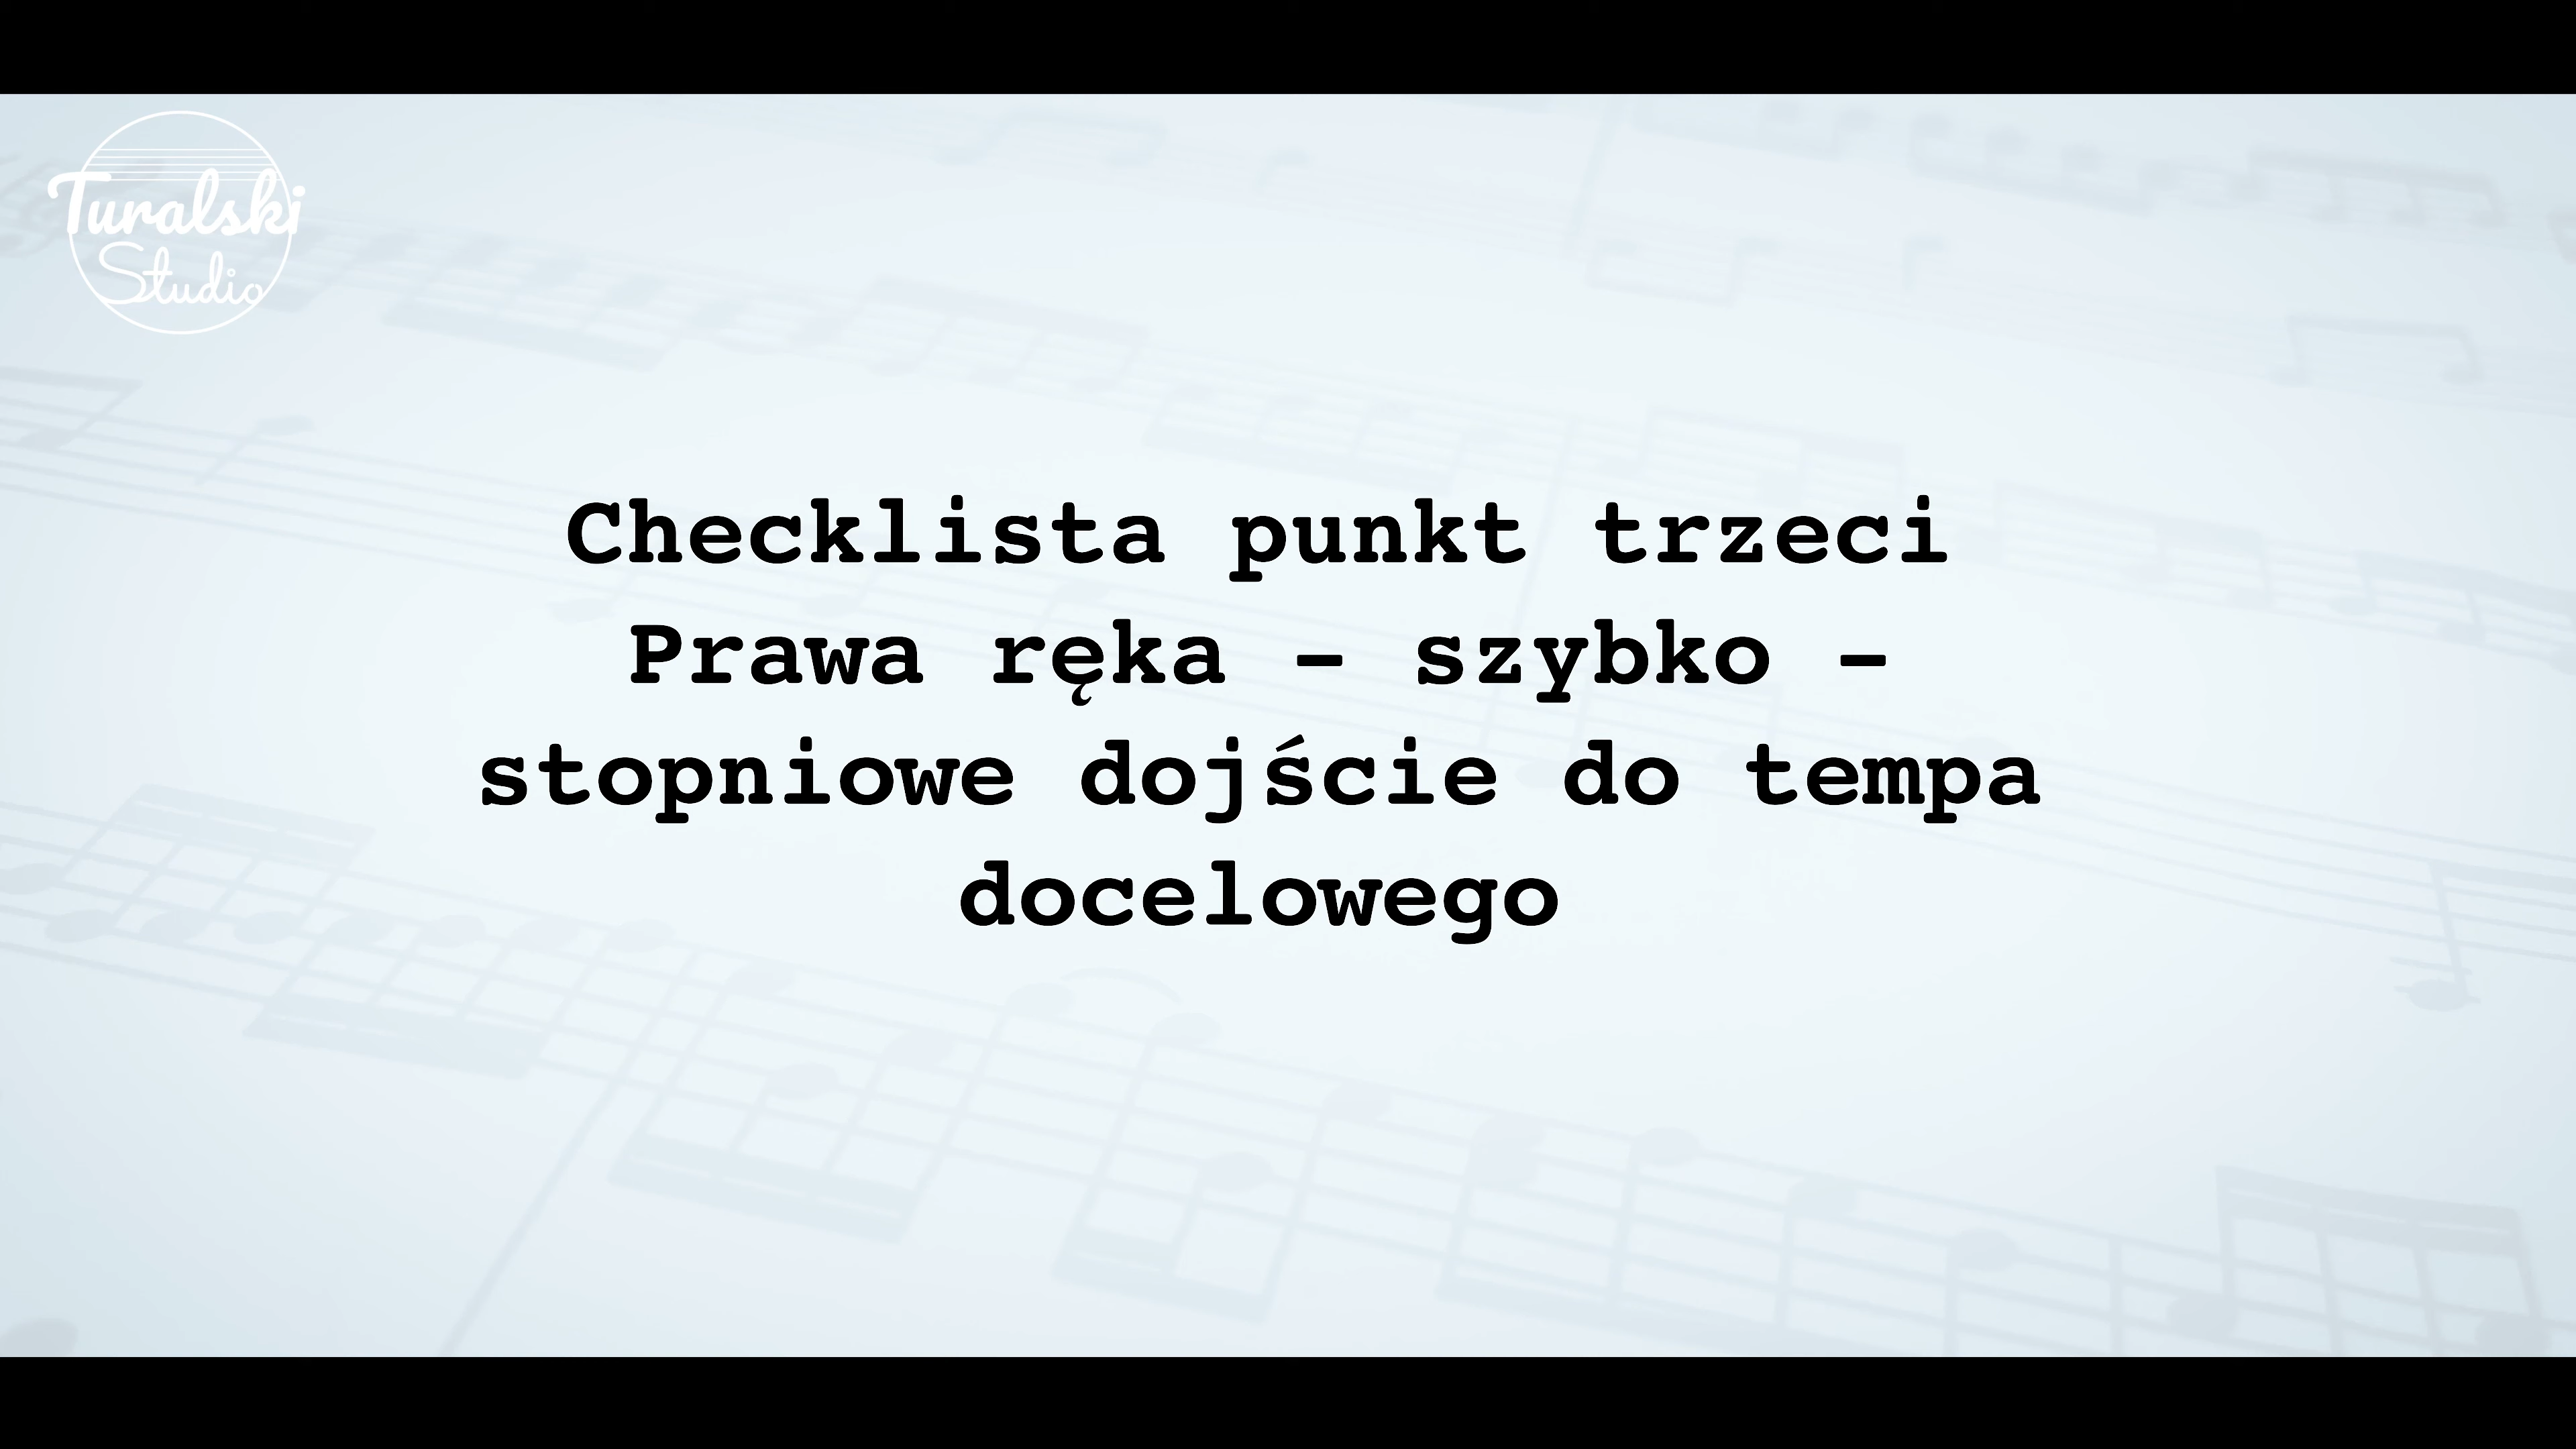 Turalski
Studio
Checklista punkt trzeci
Prawa ręka – szybko –
stopniowe dojście do tempa
docelowego